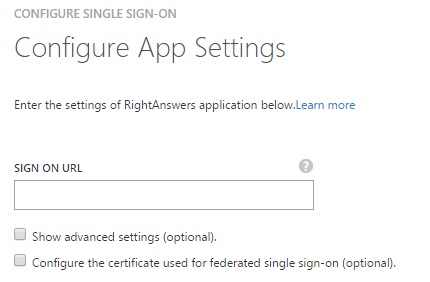 CONFIGURE SINGLE SIGN-ON
Configure App Settings
Enter the settings of RightAnswers application below.Learn more
SIGN ON URL ?
Show advanced settings (optional).
Configure the certificate used for federated single sign-on (optional).